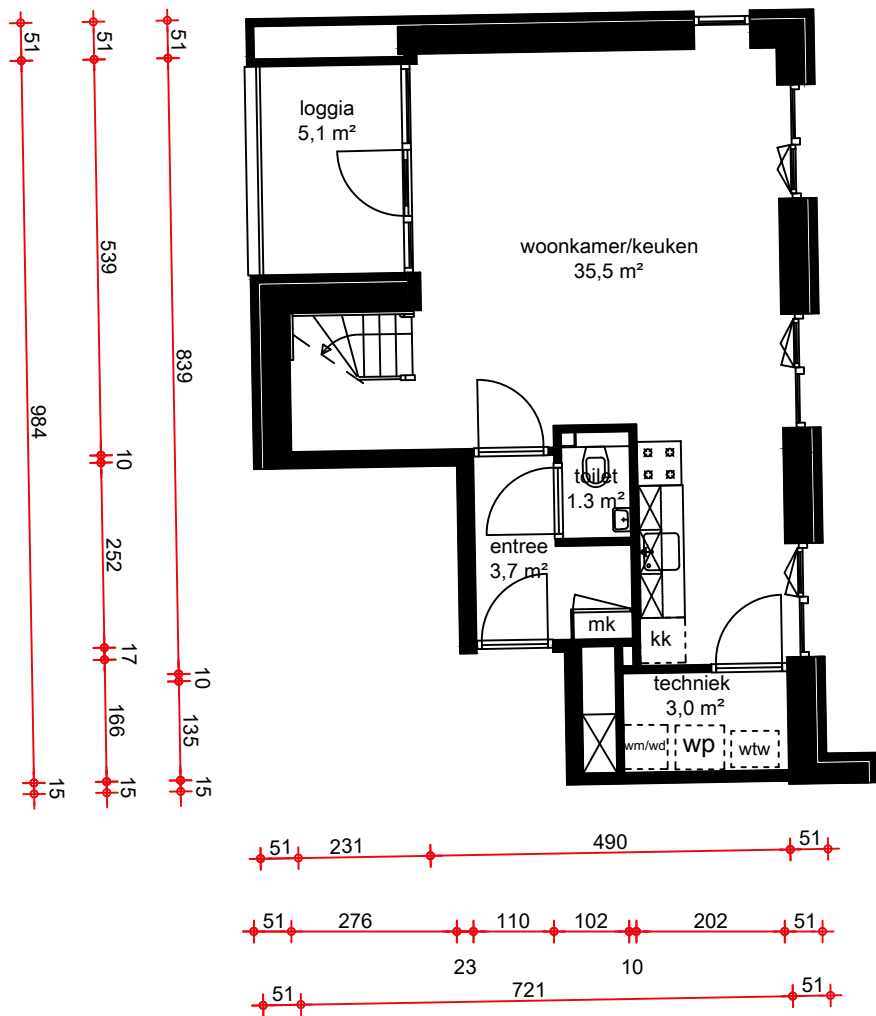 51
51
51
loggia
5,1 m²
539
woonkamer/keuken
35,5 m²
839
984
10
toilet
1.3 m²
252
entree
3,7 m²
mk
kk
17
10
techniek
3,0 m²
166
135
wm/wd
wp
wtw
15
15
15
51
231
490
51
51
276
110
102
202
51
23
10
51
721
51